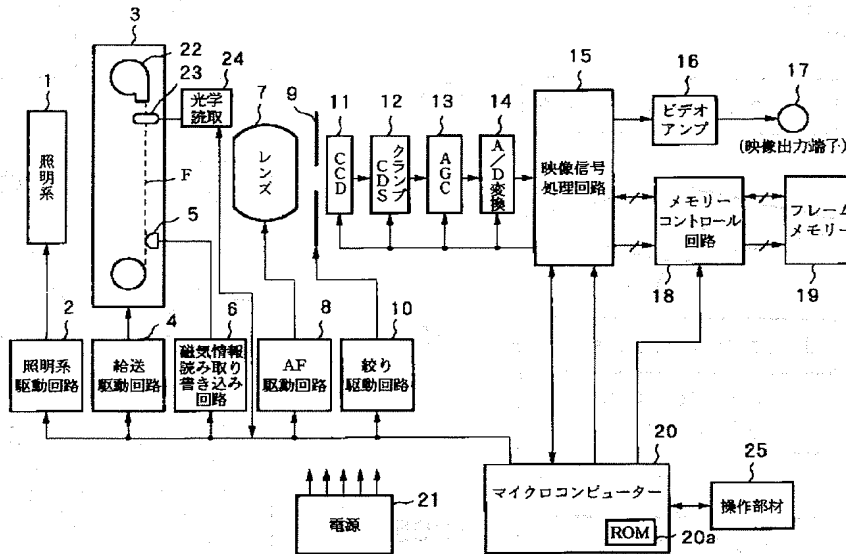 3
22
23
24
1
光学
読取
7
9
11
12
13
14
15
16
17
ビデオ
アンプ
(映像出力端子)
照明系
レンズ
CCD
クランプ
CDS
AGC
A/D変換
映像信号
処理回路
F
5
メモリー
コントロール
回路
フレーム
メモリー
18
19
2
4
6
8
10
照明系
駆動回路
給送
駆動回路
磁気情報
読み取り
書き込み
回路
AF
駆動回路
絞り
駆動回路
20
25
マイクロコンピューター
操作部材
ROM
20a
21
電源